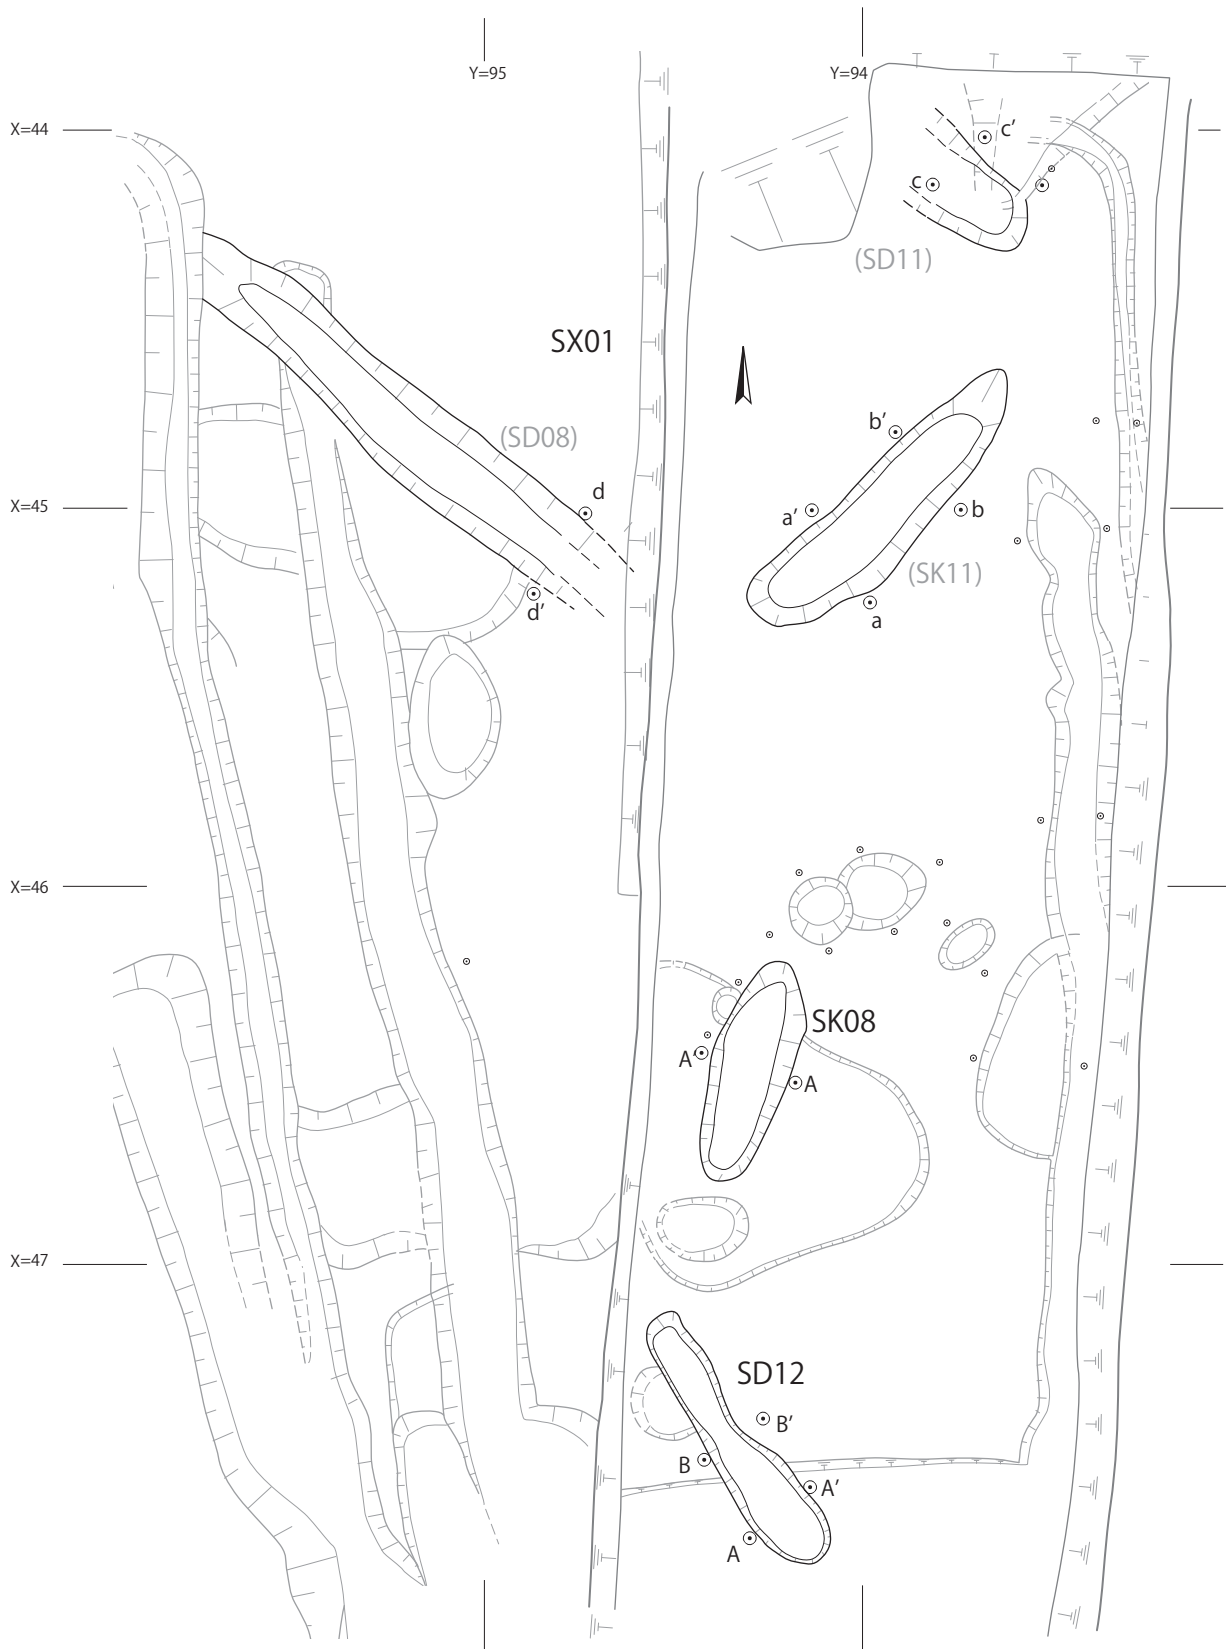 Y=95
Y=94
X=44
c'
c
(SD11)
SX01
b'
(SD08)
d
X=45
a'
b
(SK11)
d'
a
X=46
SK08
A'
A
X=47
SD12
B'
B
A'
A